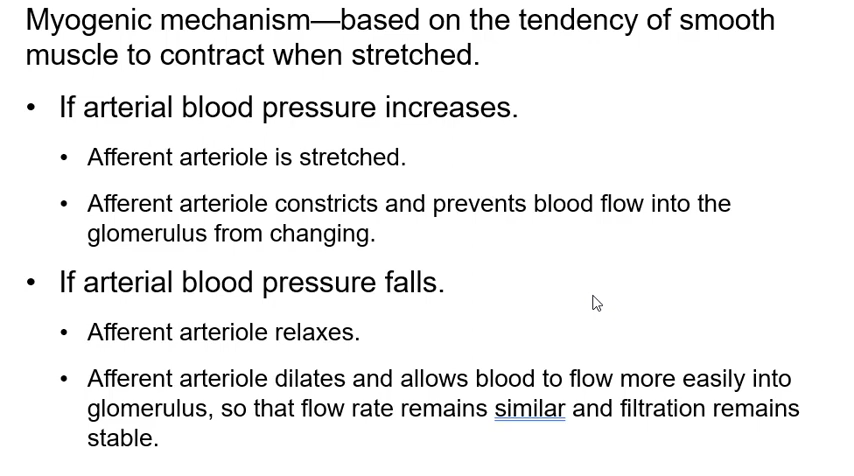 Myogenic mechanism—based on the tendency of smooth
muscle to contract when stretched.
• If arterial blood pressure increases.
• Afferent arteriole is stretched.
• Afferent arteriole constricts and prevents blood flow into the
glomerulus from changing.
• If arterial blood pressure falls.
• Afferent arteriole relaxes.
• Afferent arteriole dilates and allows blood to flow more easily into
glomerulus, so that flow rate remains similar and filtration remains
stable.